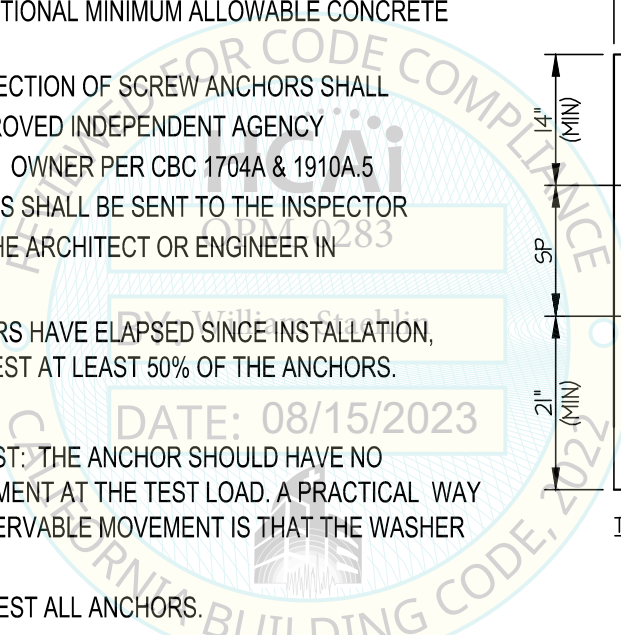 TIONAL MINIMUM ALLOWABLE CONCRETE
ECTION OF SCREW ANCHORS SHALL
ROVED INDEPENDENT AGENCY
OWNER PER CBC 1704A & 1910A.5
S SHALL BE SENT TO THE INSPECTOR
HE ARCHITECT OR ENGINEER IN
RS HAVE ELAPSED SINCE INSTALLATION,
EST AT LEAST 50% OF THE ANCHORS.
ST: THE ANCHOR SHOULD HAVE NO
MENT AT THE TEST LOAD. A PRACTICAL WAY
ERVABLE MOVEMENT IS THAT THE WASHER
EST ALL ANCHORS.
REVIEWED FOR CODE COMPLIANCE
HCAi
OPM-0283
BY: William Staehlin
DATE: 08/15/2023
CALIFORNIA BUILDING CODE, 2022
14"
(MIN)
SP
21"
(MIN)
T